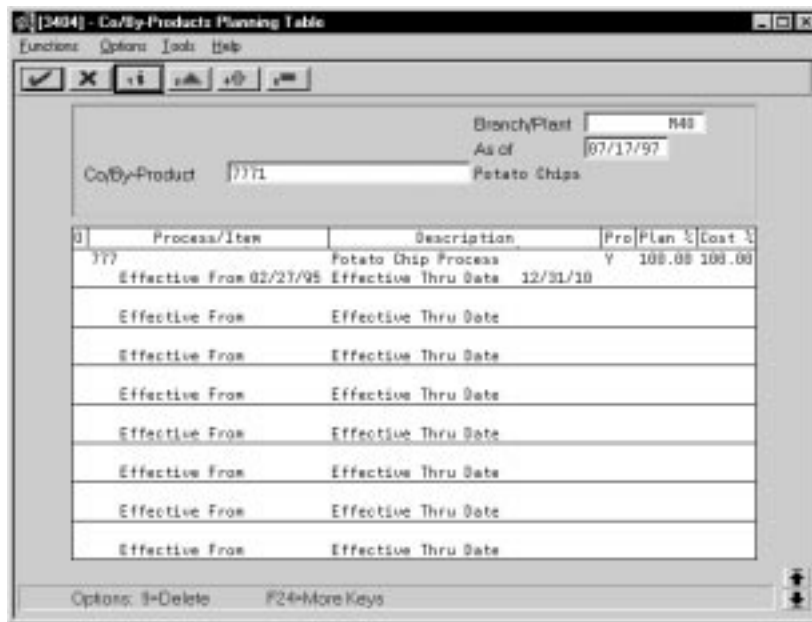 [3404] - Co/By-Products Planning Table
Functions Options Tools Help
Branch/Plant M40
As of 07/17/97
Co/By-Product 7771 Potato Chips
O Process/Item Description Pro Plan % Cost %
777 Potato Chip Process Y 100.00 100.00
Effective From 02/27/95 Effective Thru Date 12/31/10
Effective From Effective Thru Date
Effective From Effective Thru Date
Effective From Effective Thru Date
Effective From Effective Thru Date
Effective From Effective Thru Date
Effective From Effective Thru Date
Effective From Effective Thru Date
Options: 9=Delete F24=More Keys